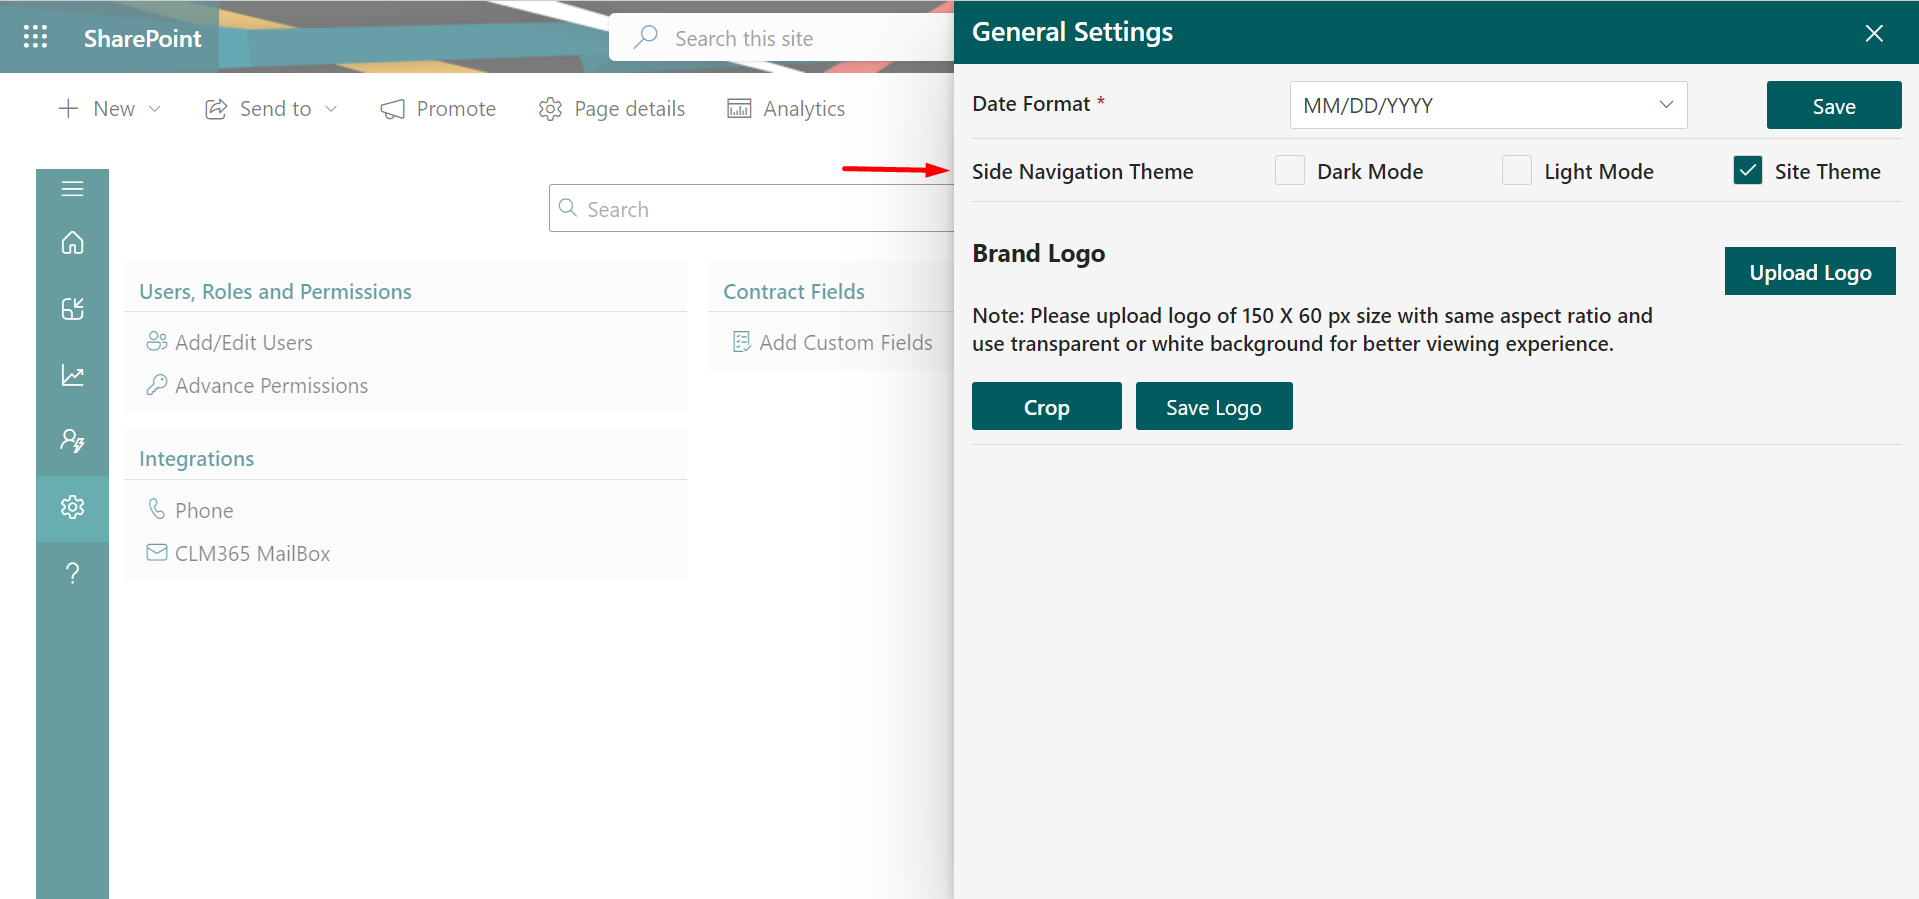 SharePoint
Search this site
New
Send to
Promote
Page details
Analytics
Search
Users, Roles and Permissions
Add/Edit Users
Advance Permissions
Contract Fields
Add Custom Fields
Integrations
Phone
CLM365 MailBox
General Settings
Date Format *
MM/DD/YYYY
Save
Side Navigation Theme
Dark Mode
Light Mode
Site Theme
Brand Logo
Upload Logo
Note: Please upload logo of 150 X 60 px size with same aspect ratio and
use transparent or white background for better viewing experience.
Crop
Save Logo